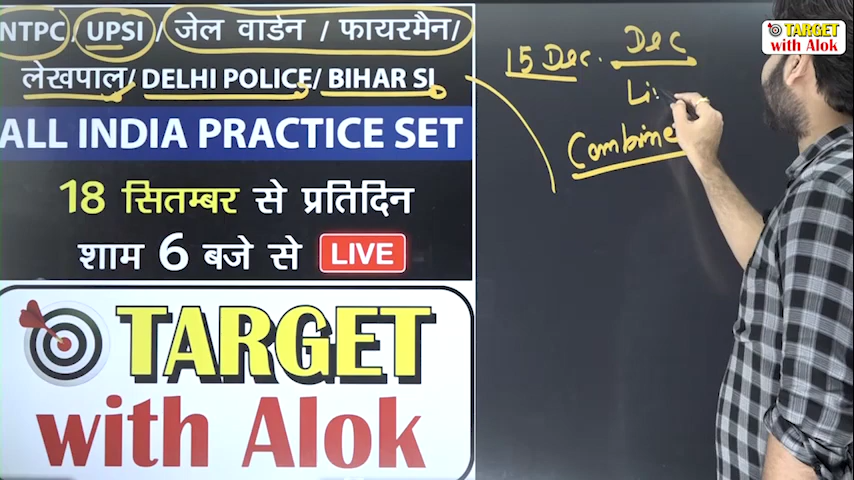 NTPC / UPSI / जेल वार्डेन / फायरमैन/
लेखपाल/ DELHI POLICE/ BIHAR SI
ALL INDIA PRACTICE SET
18 सितम्बर से प्रतिदिन
शाम 6 बजे से LIVE
TARGET
with Alok
15 Dec. Dec
Combine
TARGET
with Alok